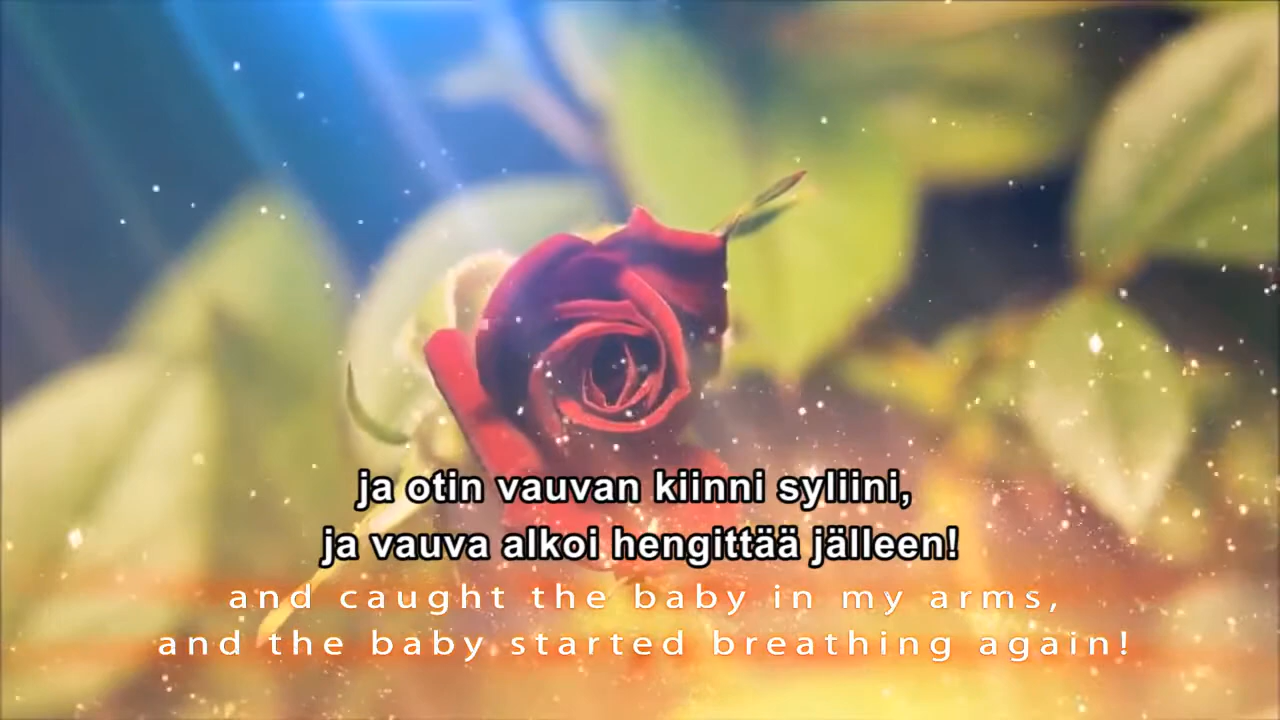 ja otin vauvan kiinni syliini,
ja vauva alkoi hengittää jälleen!
and caught the baby in my arms,
and the baby started breathing again!